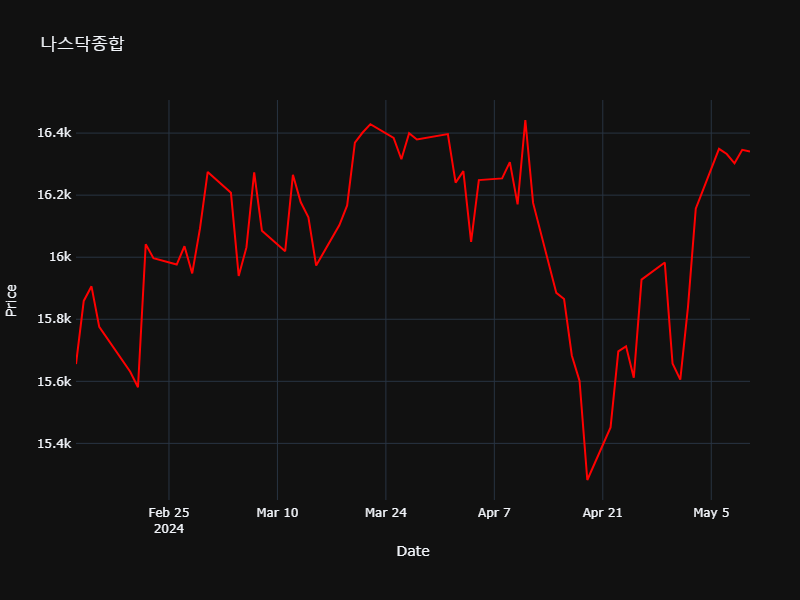 나스닥종합
16.4k
16.2k
16k
15.8k
15.6k
15.4k
Price
Feb 25
2024
Mar 10
Mar 24
Apr 7
Apr 21
May 5
Date